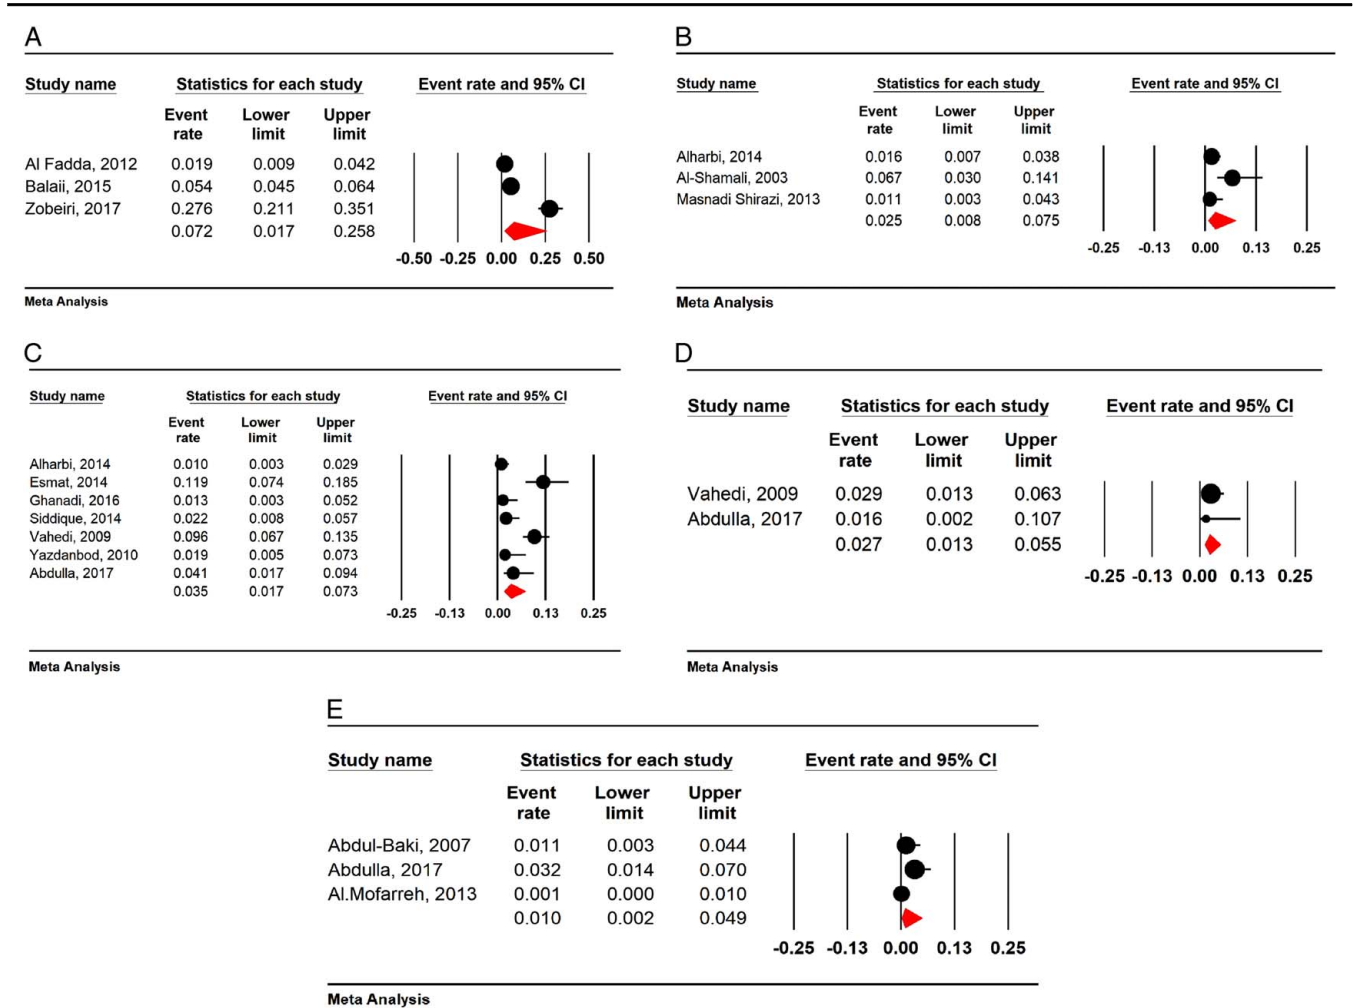 A
Study name Statistics for each study Event rate and 95% CI
Event Lower Upper
rate limit limit
Al Fadda, 2012 0.019 0.009 0.042
Balaii, 2015 0.054 0.045 0.064
Zobeiri, 2017 0.276 0.211 0.351
0.072 0.017 0.258
-0.50 -0.25 0.00 0.25 0.50
Meta Analysis
B
Study name Statistics for each study Event rate and 95% CI
Event Lower Upper
rate limit limit
Alharbi, 2014 0.016 0.007 0.038
Al-Shamali, 2003 0.067 0.030 0.141
Masnadi Shirazi, 2013 0.011 0.003 0.043
0.025 0.008 0.075
-0.25 -0.13 0.00 0.13 0.25
Meta Analysis
C
Study name Statistics for each study Event rate and 95% CI
Event Lower Upper
rate limit limit
Alharbi, 2014 0.010 0.003 0.029
Esmat, 2014 0.119 0.074 0.185
Ghanadi, 2016 0.013 0.003 0.052
Siddique, 2014 0.022 0.008 0.057
Vahedi, 2009 0.096 0.067 0.135
Yazdanbod, 2010 0.019 0.005 0.073
Abdulla, 2017 0.041 0.017 0.094
0.035 0.017 0.073
-0.25 -0.13 0.00 0.13 0.25
Meta Analysis
D
Study name Statistics for each study Event rate and 95% CI
Event Lower Upper
rate limit limit
Vahedi, 2009 0.029 0.013 0.063
Abdulla, 2017 0.016 0.002 0.107
0.027 0.013 0.055
-0.25 -0.13 0.00 0.13 0.25
Meta Analysis
E
Study name Statistics for each study Event rate and 95% CI
Event Lower Upper
rate limit limit
Abdul-Baki, 2007 0.011 0.003 0.044
Abdulla, 2017 0.032 0.014 0.070
Al.Mofarreh, 2013 0.001 0.000 0.010
0.010 0.002 0.049
-0.25 -0.13 0.00 0.13 0.25
Meta Analysis